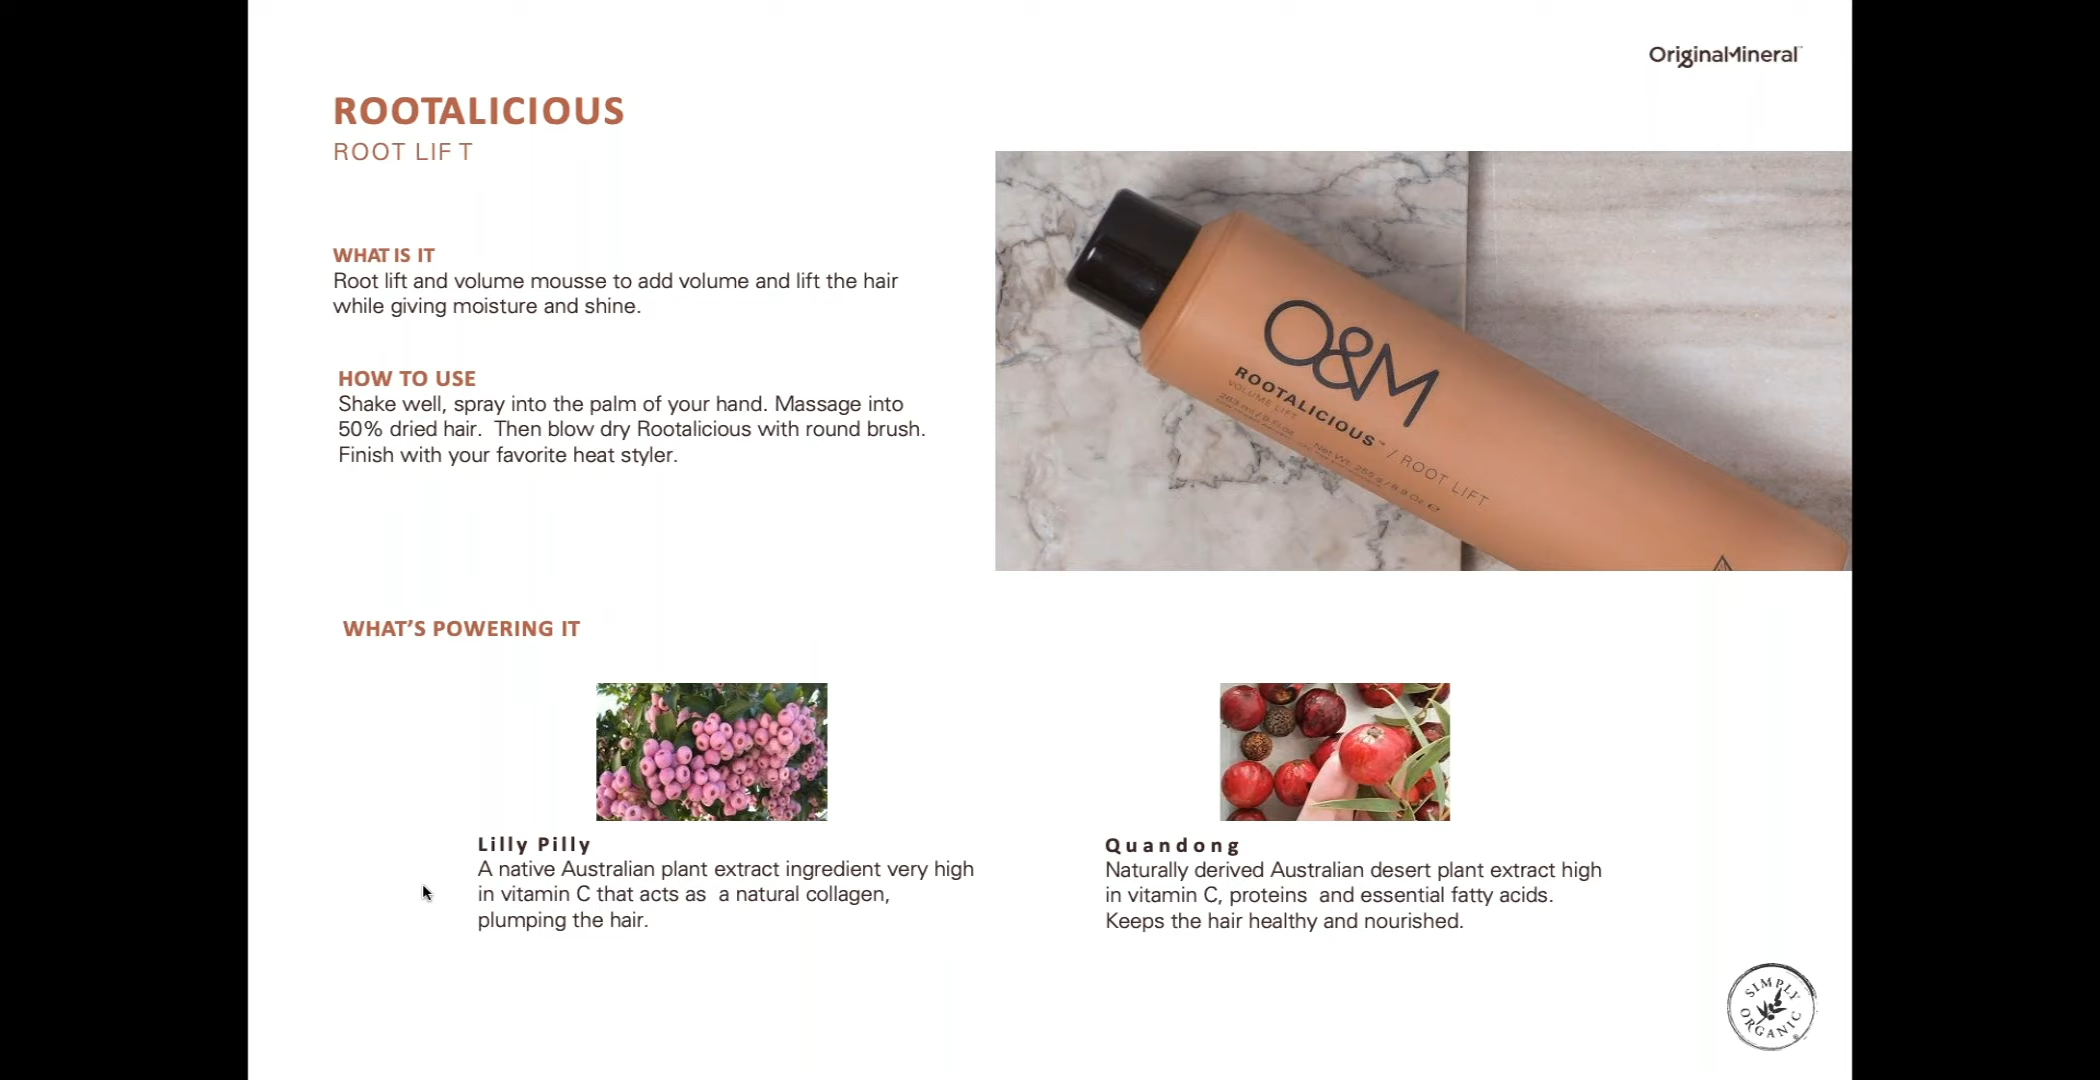 OriginalMineral
ROOTALICIOUS
ROOT LIFT
WHAT IS IT
Root lift and volume mousse to add volume and lift the hair
while giving moisture and shine.
HOW TO USE
Shake well, spray into the palm of your hand. Massage into
50% dried hair.  Then blow dry Rootalicious with round brush.
Finish with your favorite heat styler.
O&M
ROOTALICIOUS™ / ROOT LIFT
VOLUME LIFT
WHAT'S POWERING IT
Lilly Pilly
A native Australian plant extract ingredient very high
in vitamin C that acts as  a natural collagen,
plumping the hair.
Quandong
Naturally derived Australian desert plant extract high
in vitamin C, proteins  and essential fatty acids.
Keeps the hair healthy and nourished.
SIMPLY
ORGANIC